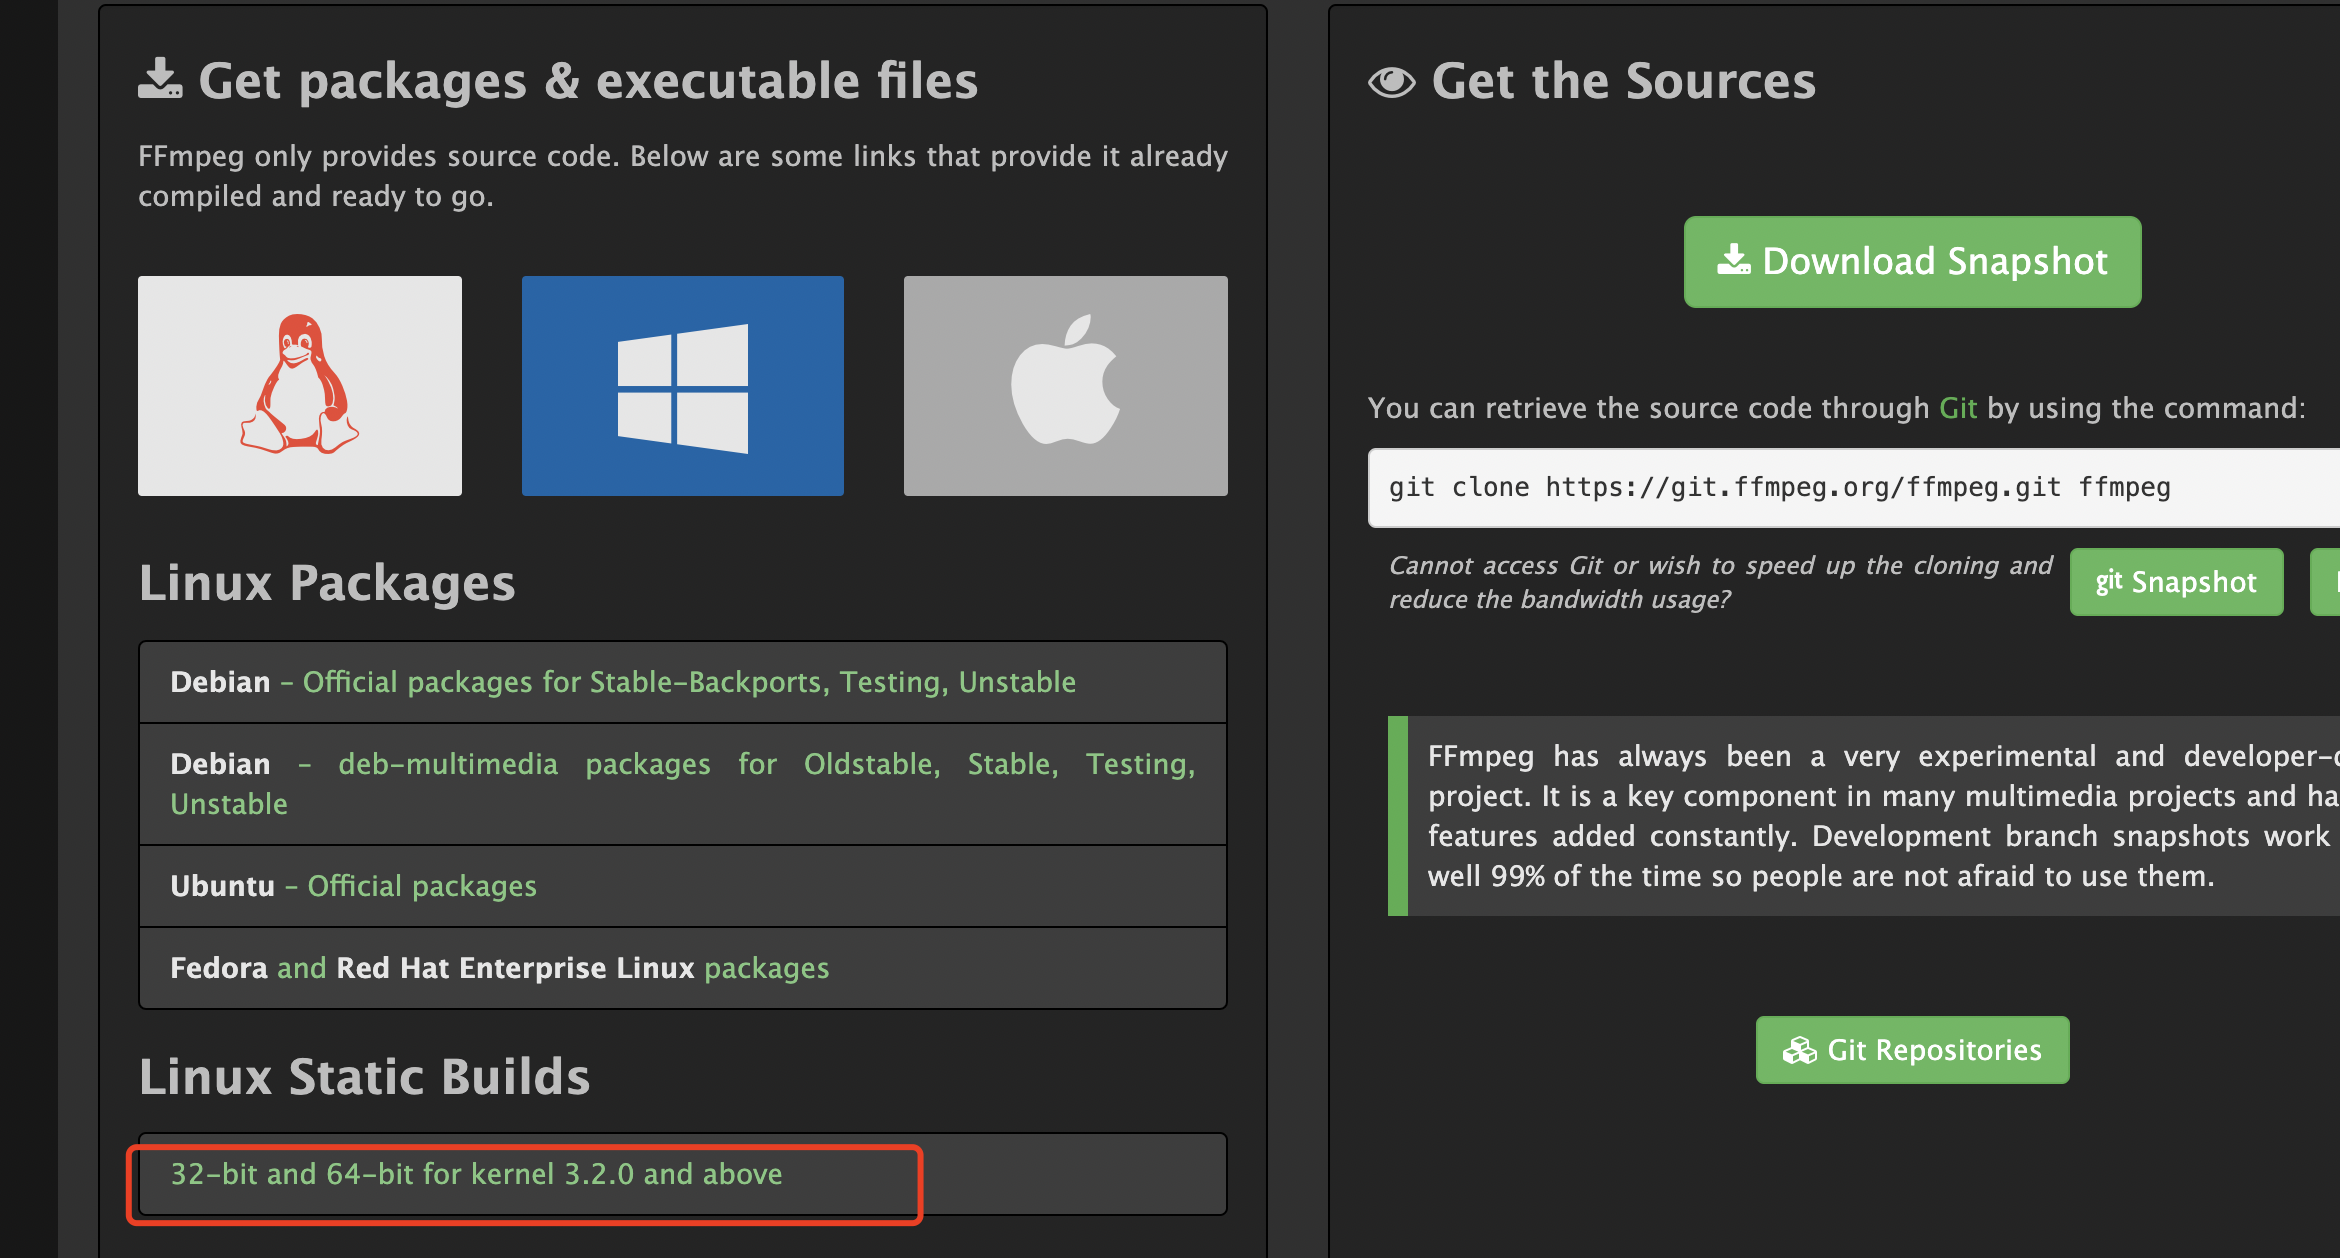 Get packages & executable files
FFmpeg only provides source code. Below are some links that provide it already
compiled and ready to go.
Linux Packages
Debian – Official packages for Stable-Backports, Testing, Unstable
Debian – deb-multimedia packages for Oldstable, Stable, Testing,
Unstable
Ubuntu – Official packages
Fedora and Red Hat Enterprise Linux packages
Linux Static Builds
32-bit and 64-bit for kernel 3.2.0 and above
Get the Sources
Download Snapshot
You can retrieve the source code through Git by using the command:
git clone https://git.ffmpeg.org/ffmpeg.git ffmpeg
Cannot access Git or wish to speed up the cloning and
reduce the bandwidth usage?
git Snapshot
FFmpeg has always been a very experimental and
project. It is a key component in many multimedia projects and
features added constantly. Development branch snapshots work
well 99% of the time so people are not afraid to use them.
Git Repositories